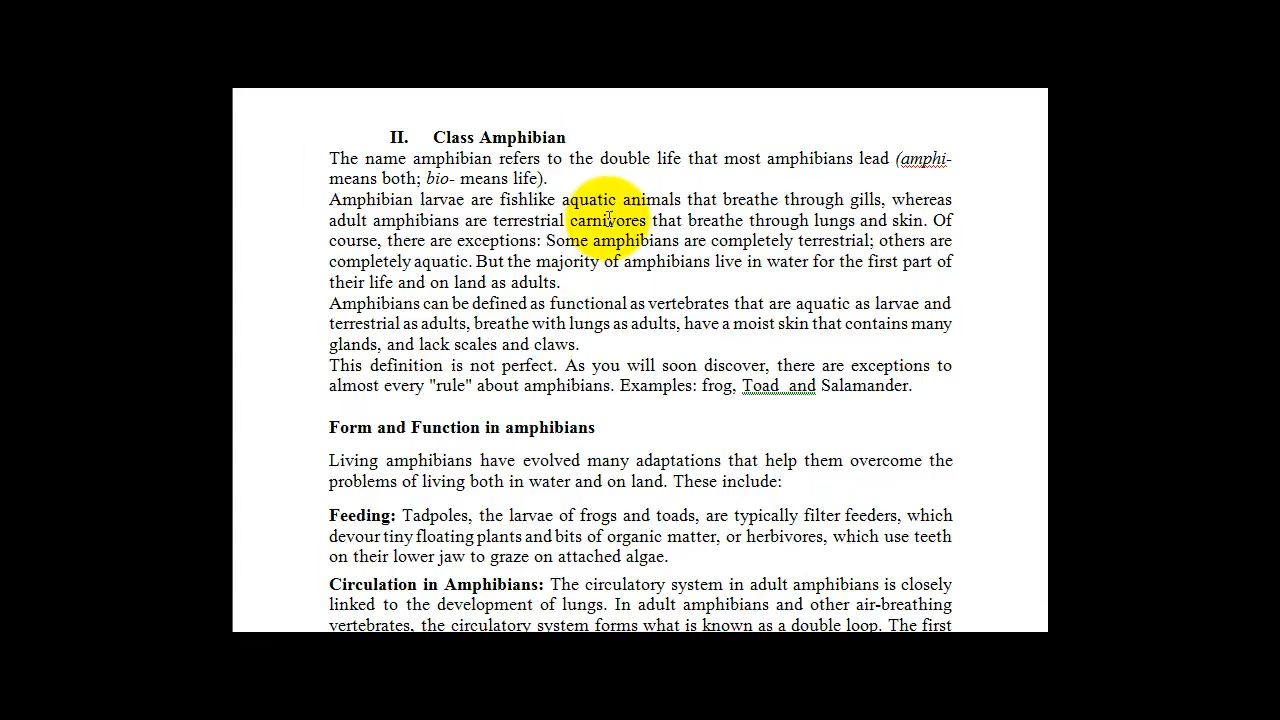 II. Class Amphibian
The name amphibian refers to the double life that most amphibians lead (amphi-
means both; bio- means life).
Amphibian larvae are fishlike aquatic animals that breathe through gills, whereas
adult amphibians are terrestrial carnivores that breathe through lungs and skin. Of
course, there are exceptions: Some amphibians are completely terrestrial; others are
completely aquatic. But the majority of amphibians live in water for the first part of
their life and on land as adults.
Amphibians can be defined as functional as vertebrates that are aquatic as larvae and
terrestrial as adults, breathe with lungs as adults, have a moist skin that contains many
glands, and lack scales and claws.
This definition is not perfect. As you will soon discover, there are exceptions to
almost every "rule" about amphibians. Examples: frog, Toad and Salamander.
Form and Function in amphibians
Living amphibians have evolved many adaptations that help them overcome the
problems of living both in water and on land. These include:
Feeding: Tadpoles, the larvae of frogs and toads, are typically filter feeders, which
devour tiny floating plants and bits of organic matter, or herbivores, which use teeth
on their lower jaw to graze on attached algae.
Circulation in Amphibians: The circulatory system in adult amphibians is closely
linked to the development of lungs. In adult amphibians and other air-breathing
vertebrates, the circulatory system forms what is known as a double loop. The first